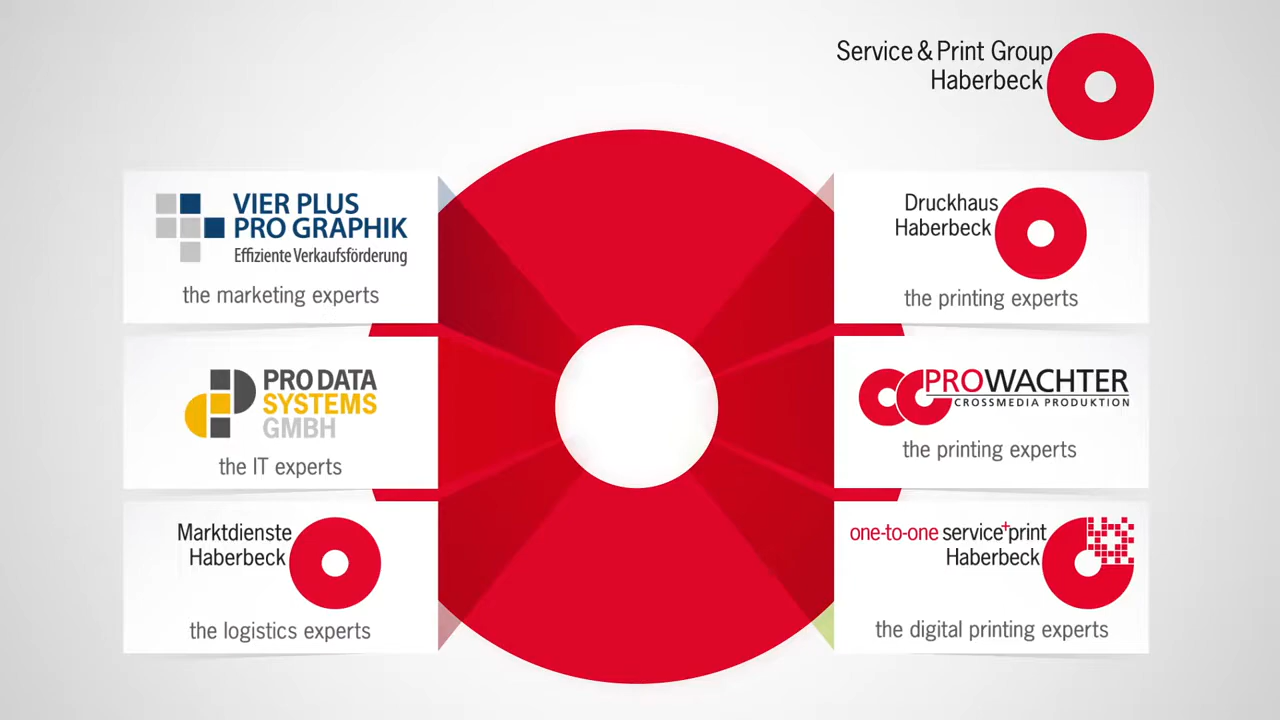 Service & Print Group
Haberbeck
VIER PLUS
PRO GRAPHIK
Effiziente Verkaufsförderung
the marketing experts
PRO DATA
SYSTEMS
GMBH
the IT experts
Marktdienste
Haberbeck
the logistics experts
Druckhaus
Haberbeck
the printing experts
PROWACHTER
CROSSMEDIA PRODUKTION
the printing experts
one-to-one service+print
Haberbeck
the digital printing experts